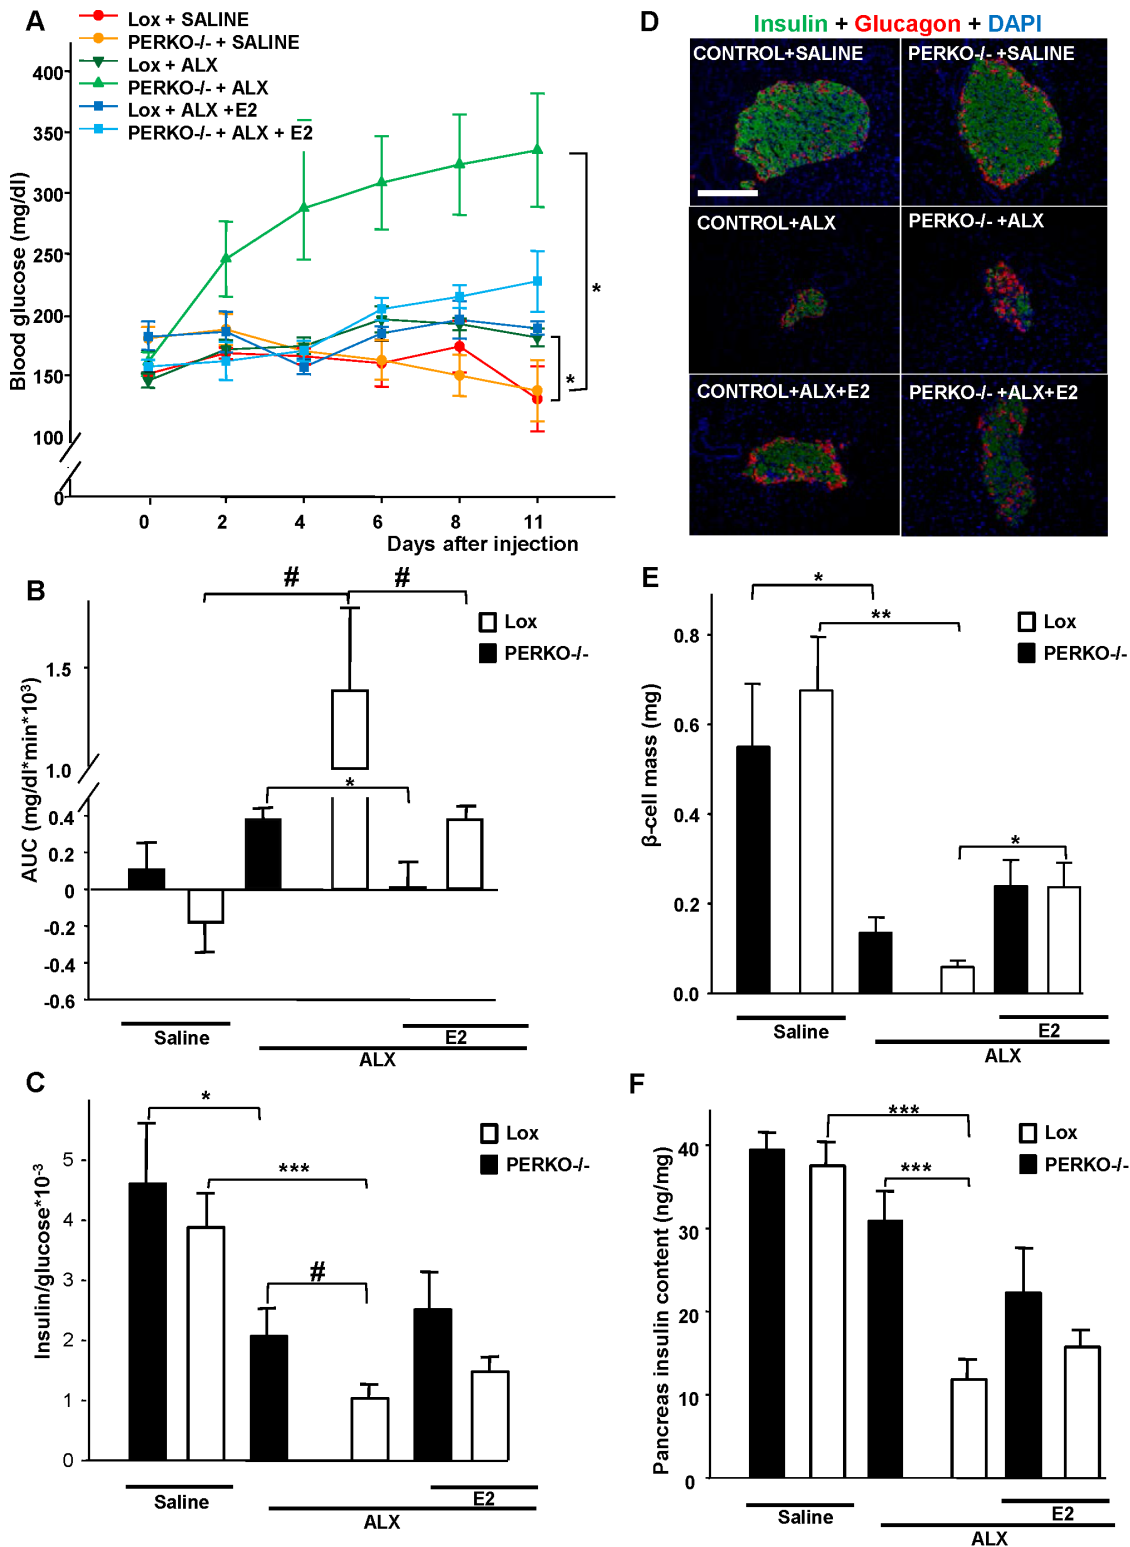 A
Lox + SALINE
PERKO-/- + SALINE
Lox + ALX
PERKO-/- + ALX
Lox + ALX +E2
PERKO-/- + ALX + E2
Blood glucose (mg/dl)
400
350
300
250
200
150
100
0
*
*
0 2 4 6 8 11
Days after injection
D
Insulin + Glucagon + DAPI
CONTROL+SALINE
PERKO-/- +SALINE
CONTROL+ALX
PERKO-/- +ALX
CONTROL+ALX+E2
PERKO-/- +ALX+E2
B
# #
Lox
PERKO-/-
AUC (mg/dl*min*10³)
1.5
1.0
*
0.4
0.2
0
-0.2
-0.4
-0.6
Saline
E2
ALX
E
*
**
Lox
PERKO-/-
β-cell mass (mg)
0.8
0.6
0.4
*
0.2
0.0
Saline
E2
ALX
C
*
***
#
Lox
PERKO-/-
Insulin/glucose*10⁻³
5
4
3
2
1
0
Saline
E2
ALX
F
***
***
Lox
PERKO-/-
Pancreas insulin content (ng/mg)
40
30
20
10
0
Saline
E2
ALX